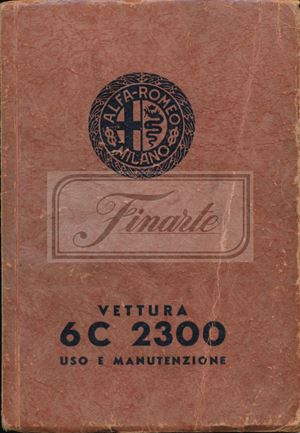 ALFA-ROMEO
MILANO
Finarte
VETTURA
6C 2300
USO E MANUTENZIONE